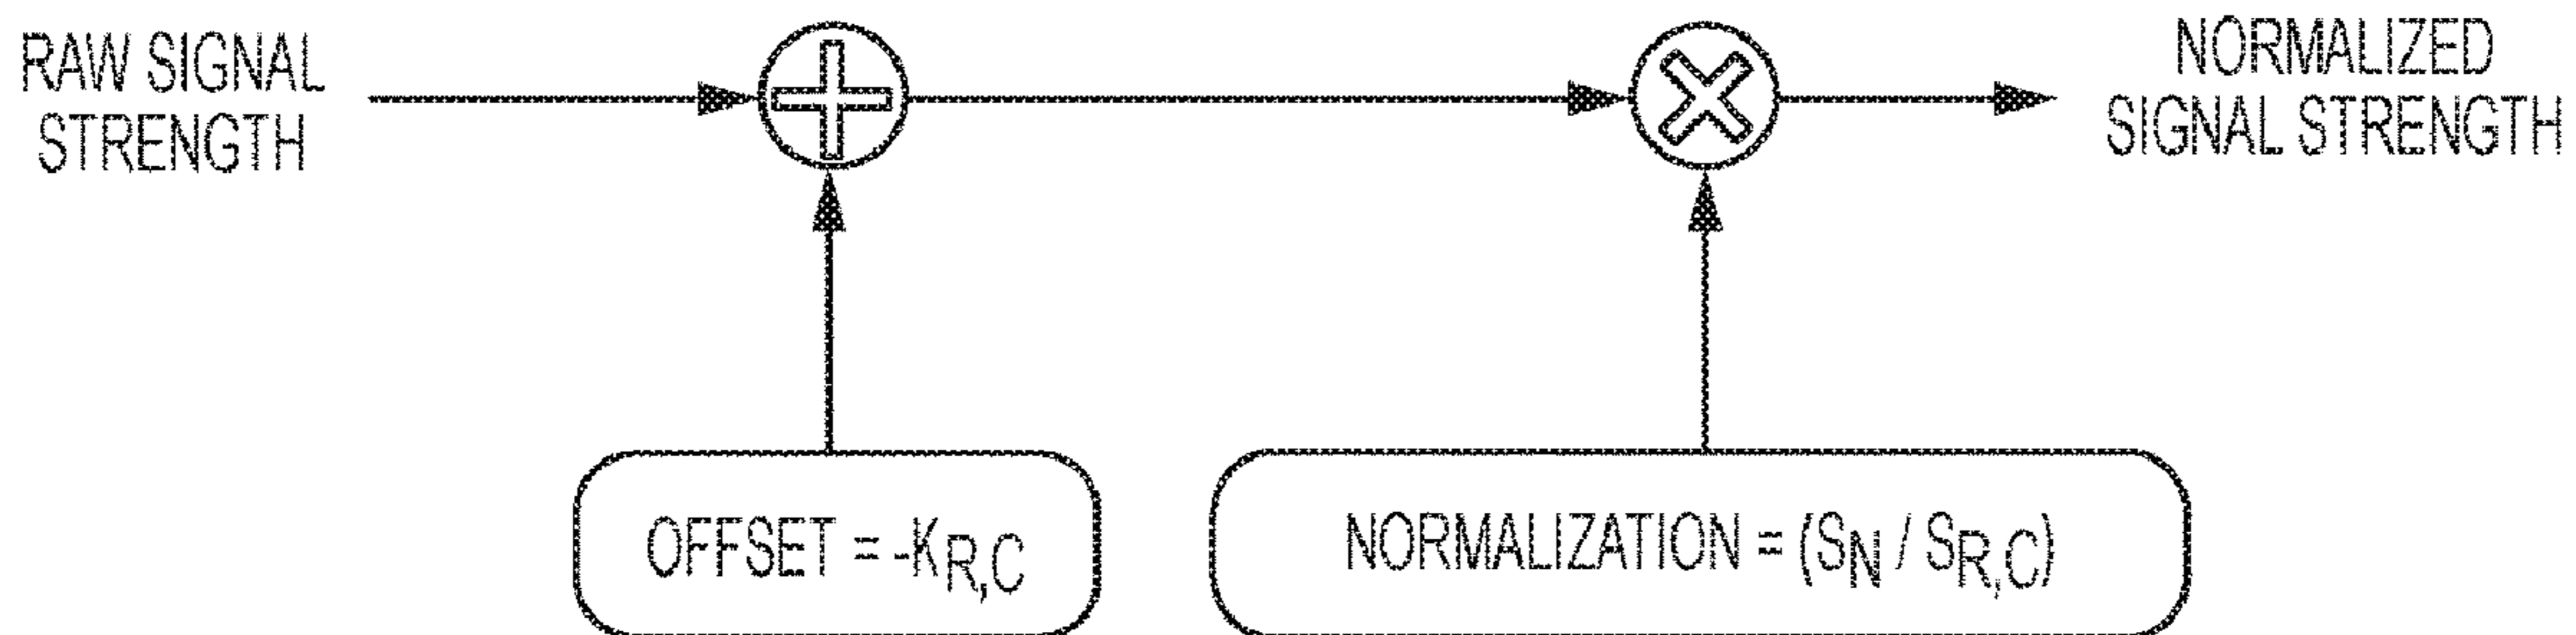 RAW SIGNAL
STRENGTH
NORMALIZED
SIGNAL STRENGTH
OFFSET = -KR,C
NORMALIZATION = (SN / SR,C)